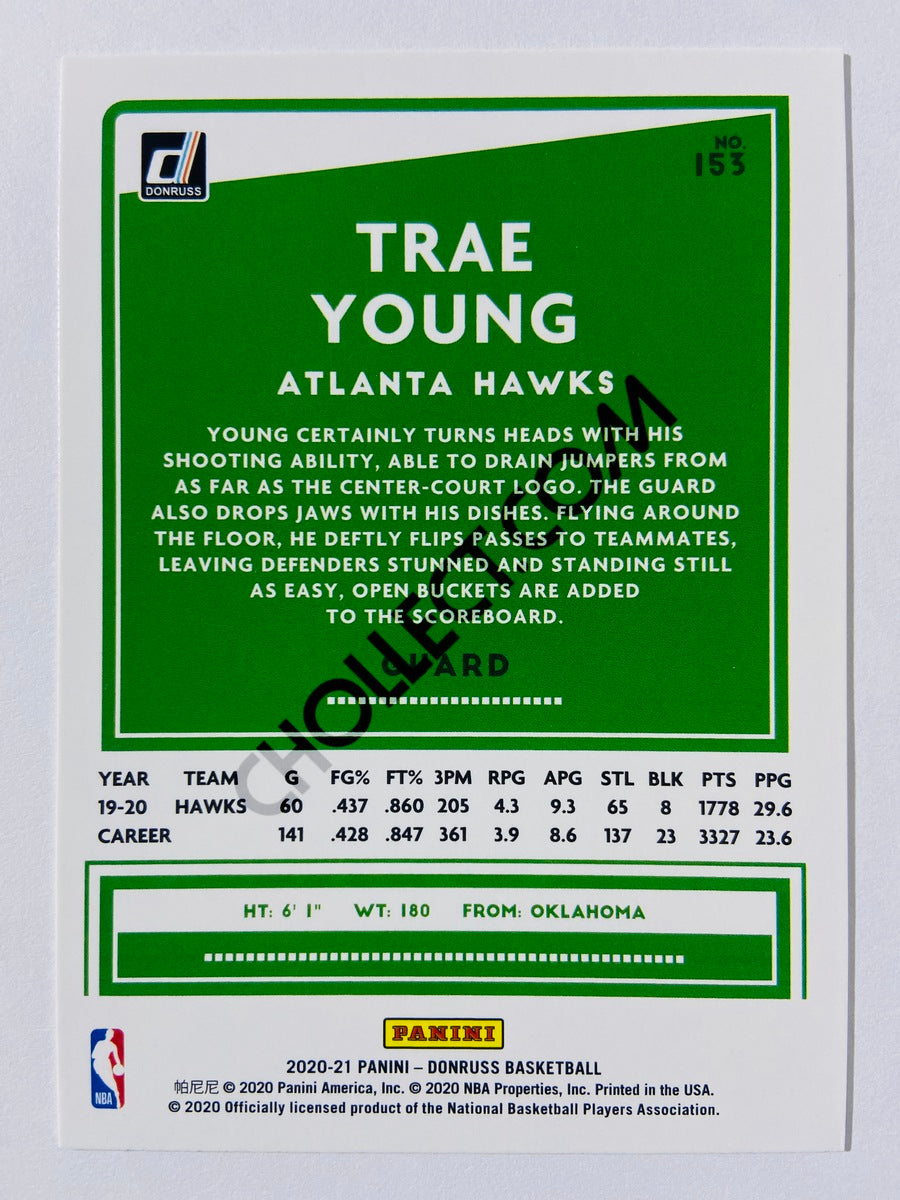 DONRUSS
NO.
153
TRAE
YOUNG
ATLANTA HAWKS
YOUNG CERTAINLY TURNS HEADS WITH HIS
SHOOTING ABILITY, ABLE TO DRAIN JUMPERS FROM
AS FAR AS THE CENTER-COURT LOGO. THE GUARD
ALSO DROPS JAWS WITH HIS DISHES. FLYING AROUND
THE FLOOR, HE DEFTLY FLIPS PASSES TO TEAMMATES,
LEAVING DEFENDERS STUNNED AND STANDING STILL
AS EASY, OPEN BUCKETS ARE ADDED
TO THE SCOREBOARD.
GUARD
CHOLLECT.COM
YEAR TEAM G FG% FT% 3PM RPG APG STL BLK PTS PPG
19-20 HAWKS 60 .437 .860 205 4.3 9.3 65 8 1778 29.6
CAREER 141 .428 .847 361 3.9 8.6 137 23 3327 23.6
HT: 6' 1" WT: 180 FROM: OKLAHOMA
PANINI
NBA
2020-21 PANINI – DONRUSS BASKETBALL
帕尼尼 © 2020 Panini America, Inc. © 2020 NBA Properties, Inc. Printed in the USA.
© 2020 Officially licensed product of the National Basketball Players Association.